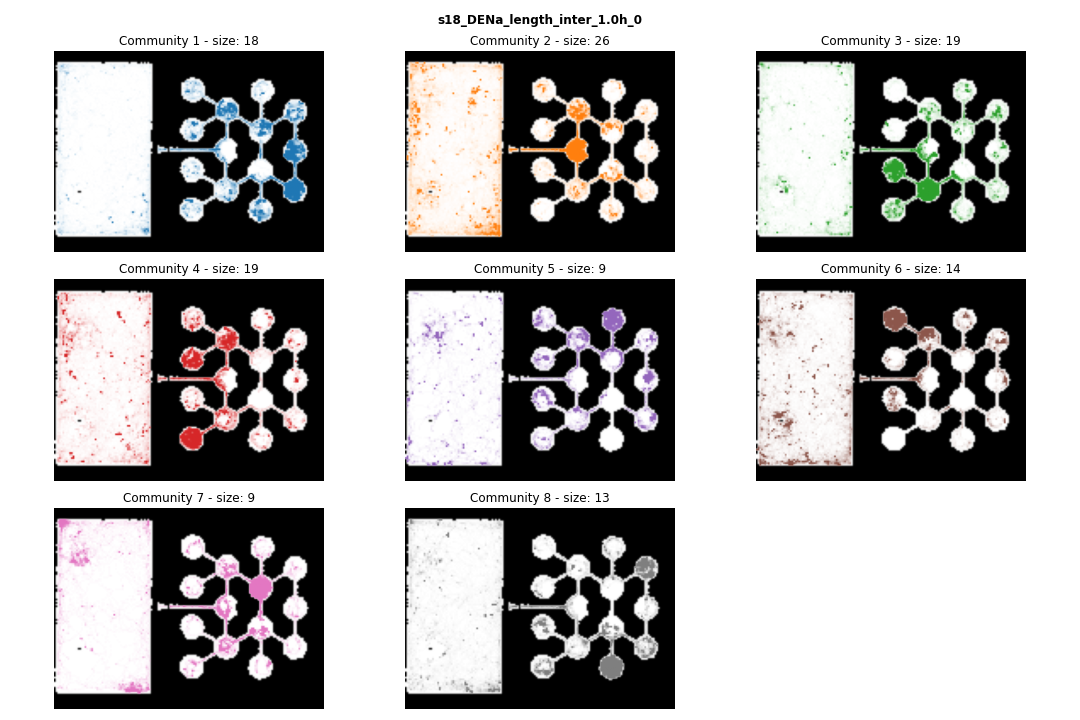 s18_DENa_length_inter_1.0h_0
Community 1 - size: 18
Community 2 - size: 26
Community 3 - size: 19
Community 4 - size: 19
Community 5 - size: 9
Community 6 - size: 14
Community 7 - size: 9
Community 8 - size: 13